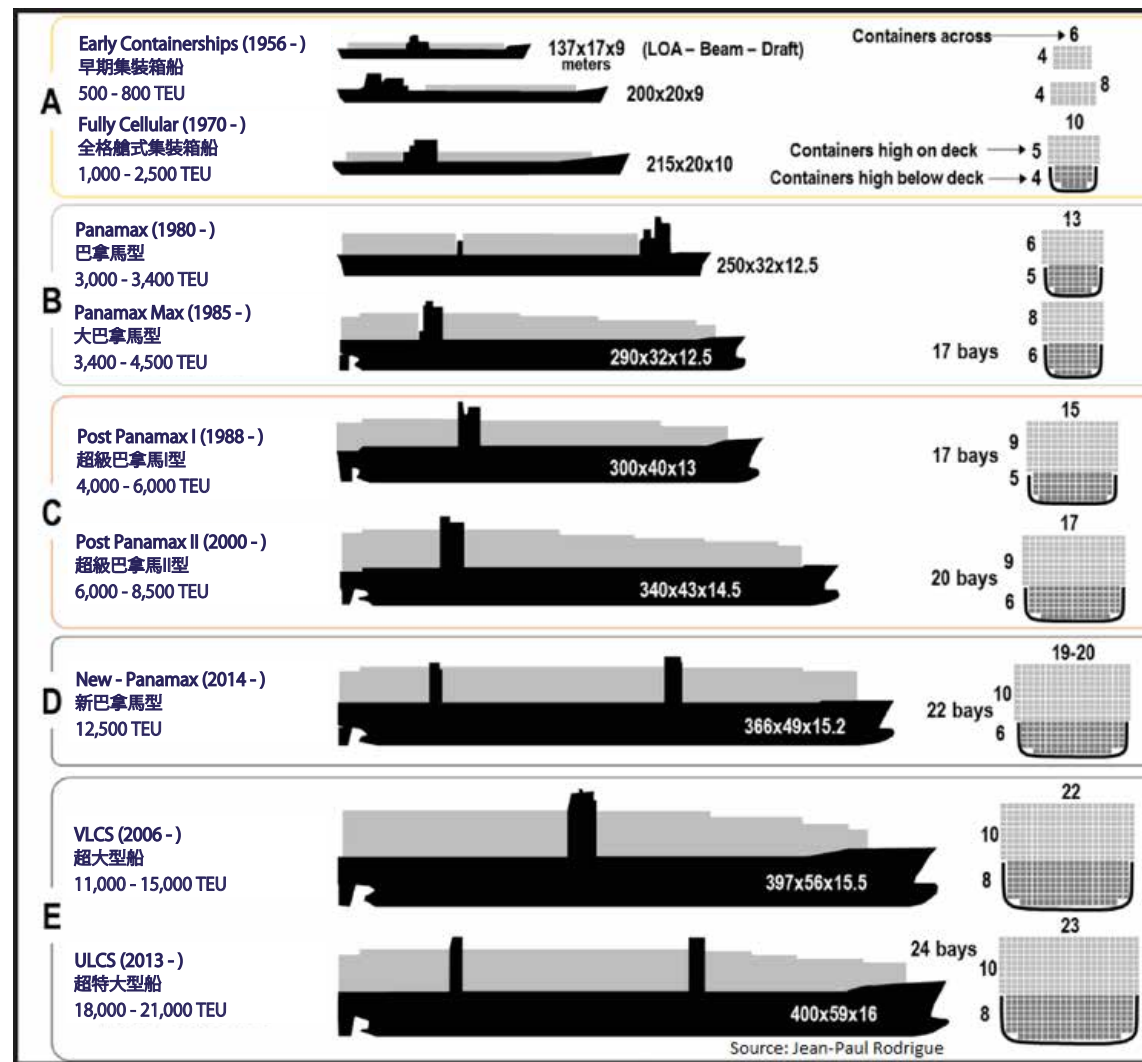 A
Early Containerships (1956 - )
早期集裝箱船
500 - 800 TEU
137x17x9 (LOA – Beam – Draft)
meters
200x20x9
Containers across
6
4
4
8
Fully Cellular (1970 - )
全格艙式集裝箱船
1,000 - 2,500 TEU
215x20x10
10
Containers high on deck
5
Containers high below deck
4
B
Panamax (1980 - )
巴拿馬型
3,000 - 3,400 TEU
250x32x12.5
13
6
5
Panamax Max (1985 - )
大巴拿馬型
3,400 - 4,500 TEU
290x32x12.5
17 bays
8
6
C
Post Panamax I (1988 - )
超級巴拿馬I型
4,000 - 6,000 TEU
300x40x13
17 bays
15
9
5
Post Panamax II (2000 - )
超級巴拿馬II型
6,000 - 8,500 TEU
340x43x14.5
20 bays
17
9
6
D
New - Panamax (2014 - )
新巴拿馬型
12,500 TEU
366x49x15.2
22 bays
19-20
10
6
E
VLCS (2006 - )
超大型船
11,000 - 15,000 TEU
397x56x15.5
22
10
8
ULCS (2013 - )
超特大型船
18,000 - 21,000 TEU
400x59x16
24 bays
23
10
8
Source: Jean-Paul Rodrigue